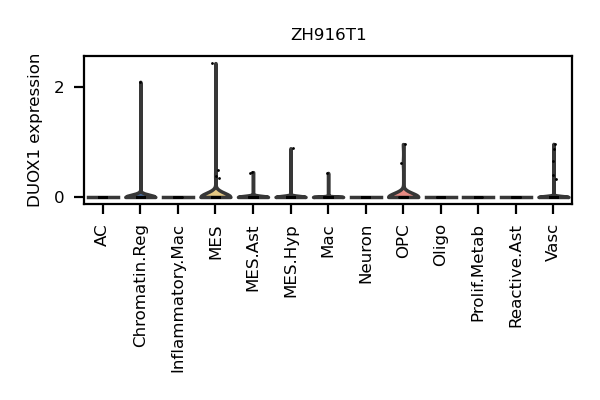 ZH916T1
DUOX1 expression
2
0
AC
Chromatin.Reg
Inflammatory.Mac
MES
MES.Ast
MES.Hyp
Mac
Neuron
OPC
Oligo
Prolif.Metab
Reactive.Ast
Vasc